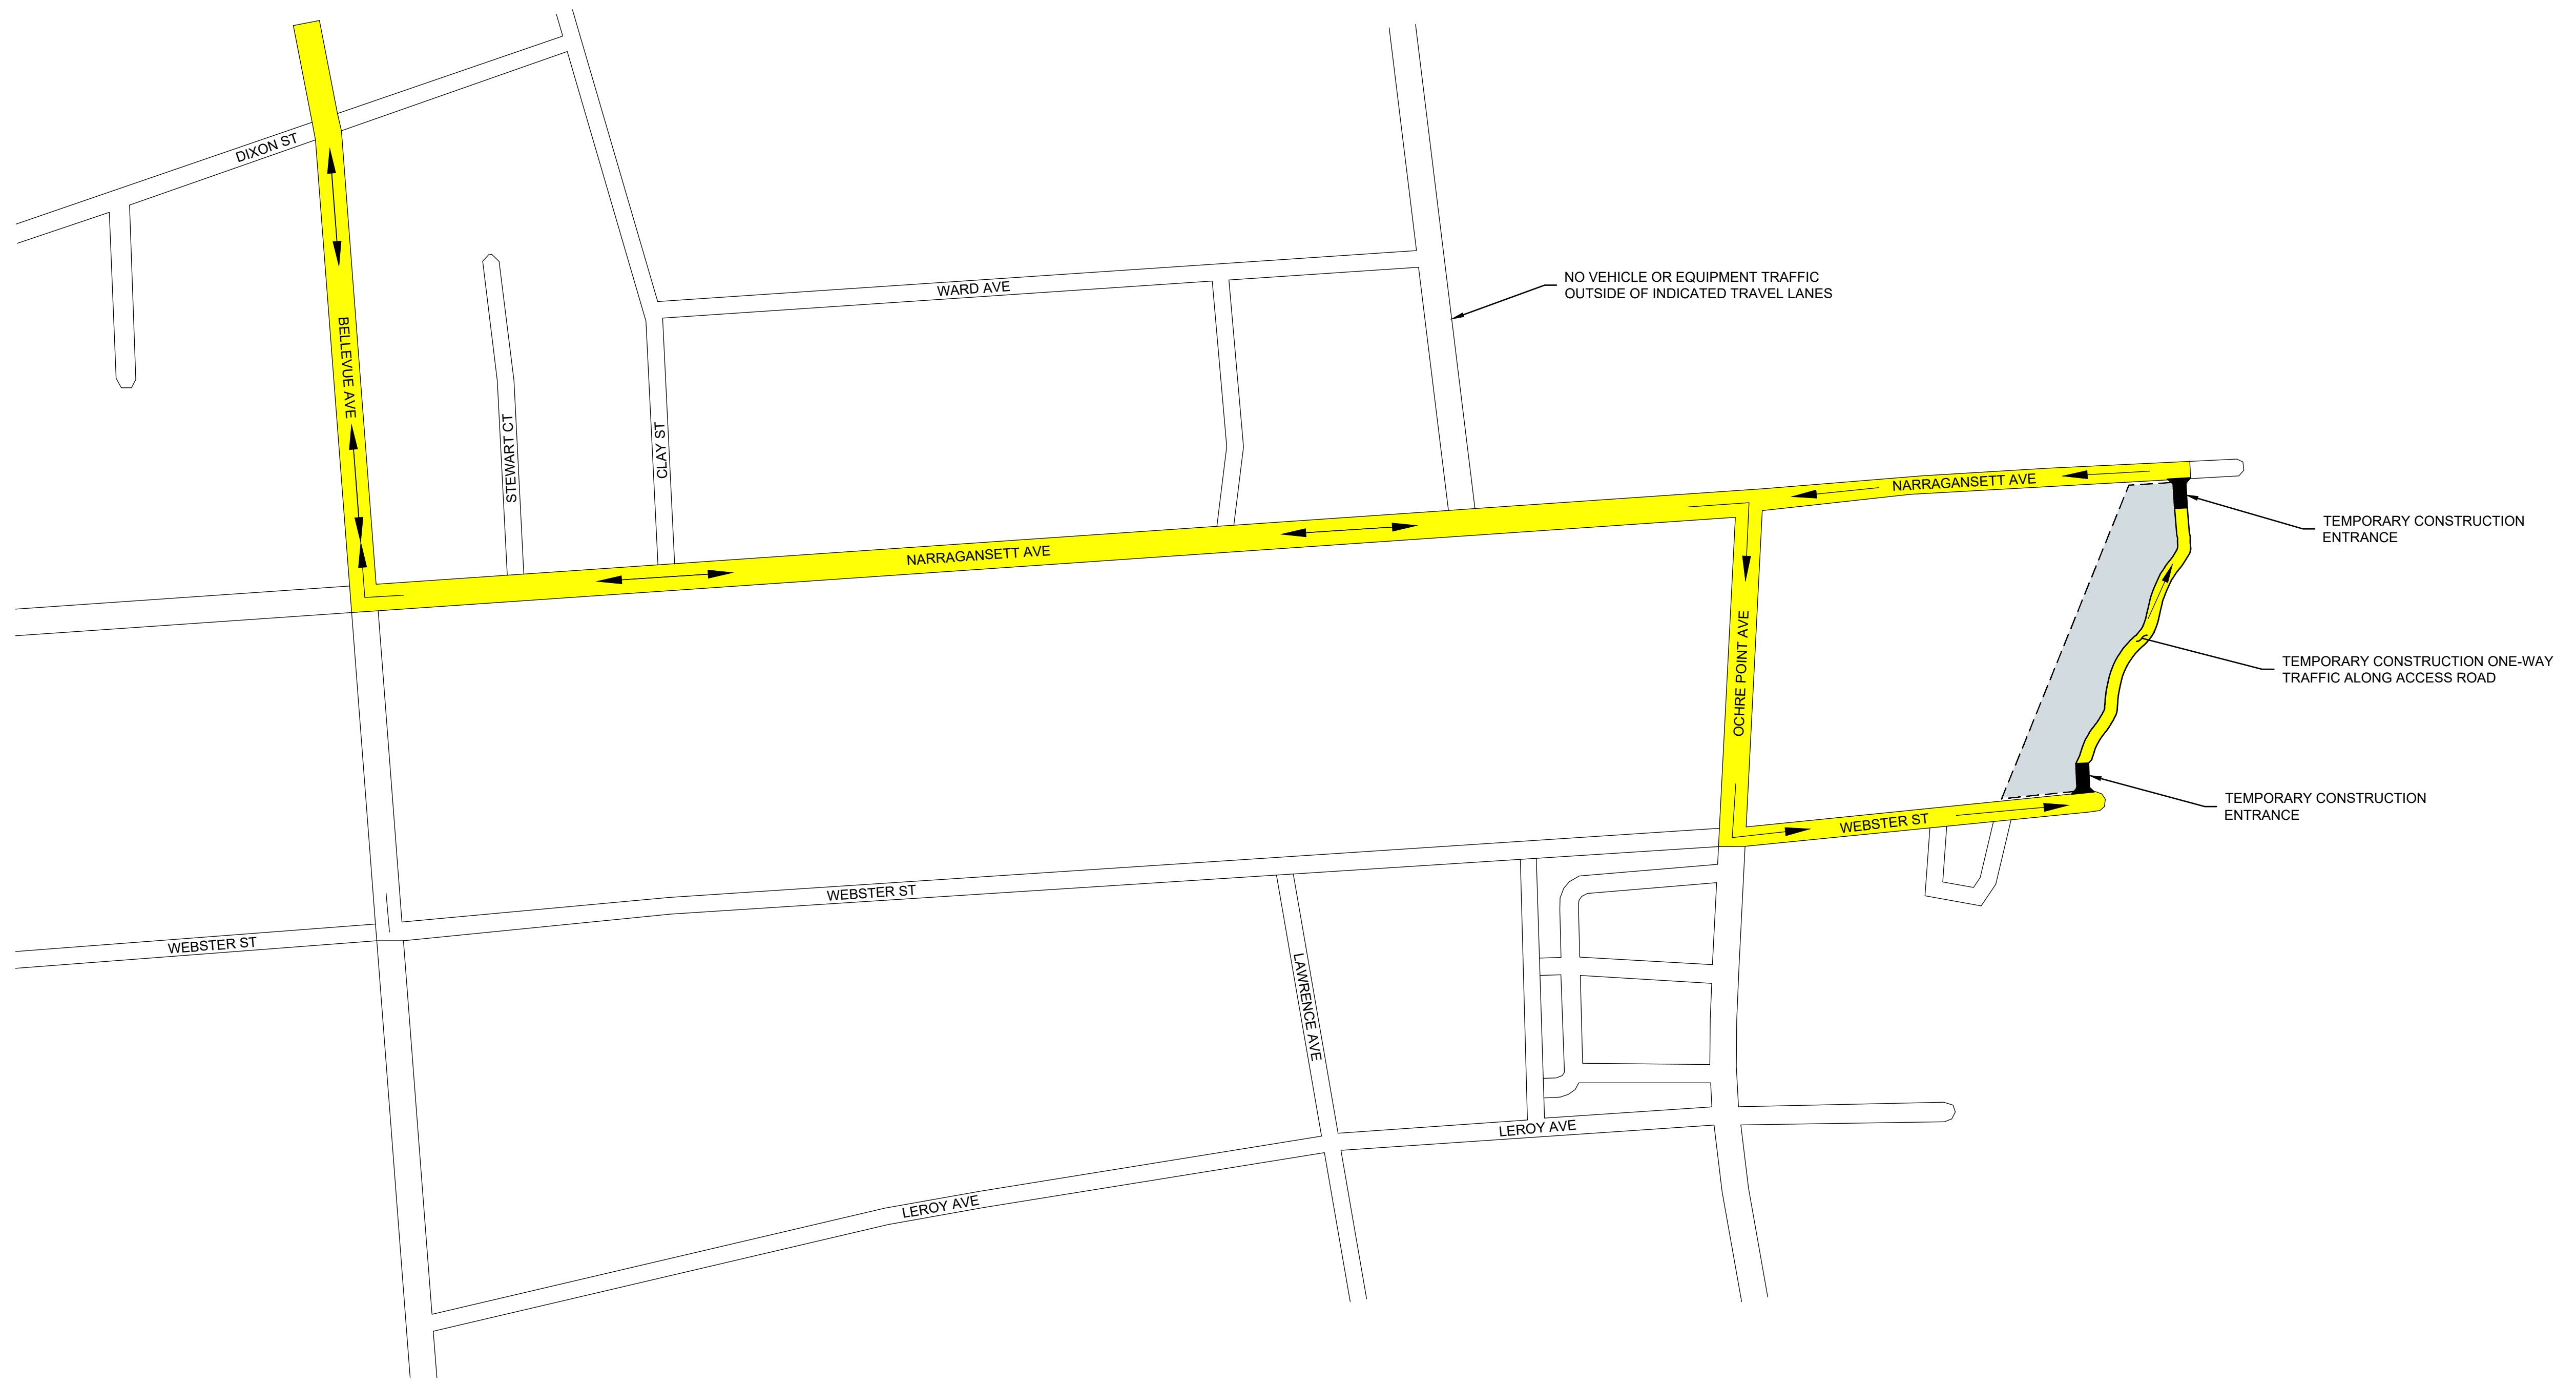 DIXON ST
NO VEHICLE OR EQUIPMENT TRAFFIC
OUTSIDE OF INDICATED TRAVEL LANES
WARD AVE
BELLEVUE AVE
STEWART CT
CLAY ST
NARRAGANSETT AVE
TEMPORARY CONSTRUCTION
ENTRANCE
NARRAGANSETT AVE
OCHRE POINT AVE
TEMPORARY CONSTRUCTION ONE-WAY
TRAFFIC ALONG ACCESS ROAD
TEMPORARY CONSTRUCTION
ENTRANCE
WEBSTER ST
WEBSTER ST
WEBSTER ST
LAWRENCE AVE
LEROY AVE
LEROY AVE